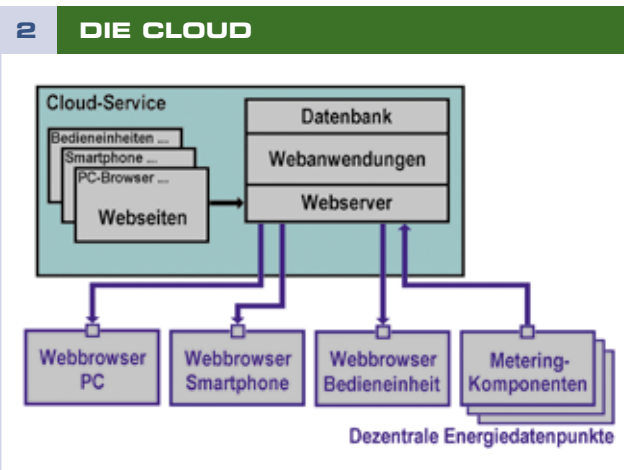 2 DIE CLOUD
Cloud-Service
Bedieneinheiten ....
Smartphone ...
PC-Browser ...
Webseiten
Datenbank
Webanwendungen
Webserver
Webbrowser
PC
Webbrowser
Smartphone
Webbrowser
Bedieneinheit
Metering-
Komponenten
Dezentrale Energiedatenpunkte